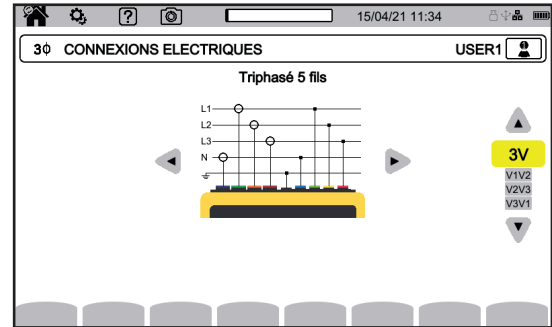 ?
15/04/21 11:34
3Φ CONNEXIONS ELECTRIQUES
USER1
Triphasé 5 fils
L1
L2
L3
N
3V
V1V2
V2V3
V3V1